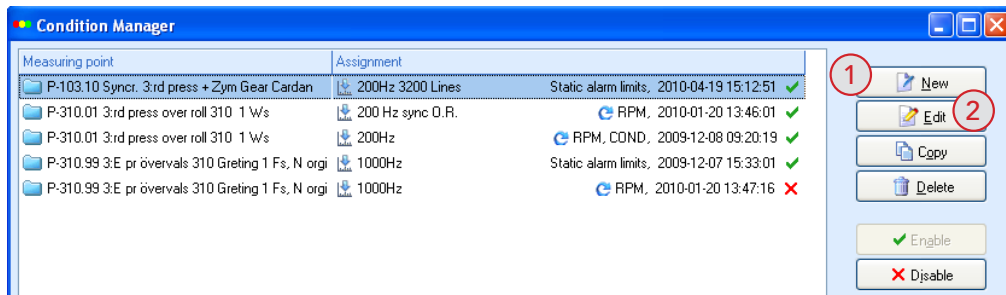 Condition Manager
Measuring point Assignment
P-103.10 Syncr. 3:rd press + Zym Gear Cardan 200Hz 3200 Lines Static alarm limits, 2010-04-19 15:12:51
P-310.01 3:rd press over roll 310 1 Ws 200 Hz sync O.R. RPM, 2010-01-20 13:46:01
P-310.01 3:rd press over roll 310 1 Ws 200Hz RPM, COND, 2009-12-08 09:20:19
P-310.99 3:E pr övervals 310 Greting 1 Fs, N orgi 1000Hz Static alarm limits, 2009-12-07 15:33:01
P-310.99 3:E pr övervals 310 Greting 1 Fs, N orgi 1000Hz RPM, 2010-01-20 13:47:16
1 New
Edit 2
Copy
Delete
Enable
Disable